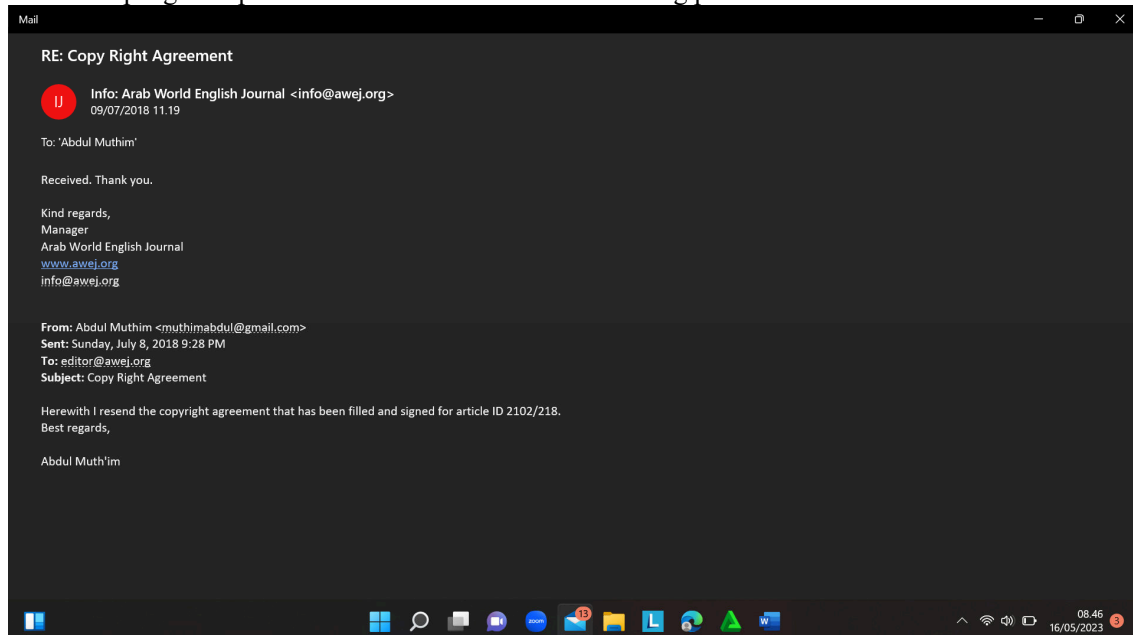 Mail
RE: Copy Right Agreement
IJ
Info: Arab World English Journal <info@awej.org>
09/07/2018 11.19
To: 'Abdul Muthim'
Received. Thank you.
Kind regards,
Manager
Arab World English Journal
www.awej.org
info@awej.org
From: Abdul Muthim <muthimabdul@gmail.com>
Sent: Sunday, July 8, 2018 9:28 PM
To: editor@awej.org
Subject: Copy Right Agreement
Herewith I resend the copyright agreement that has been filled and signed for article ID 2102/218.
Best regards,
Abdul Muth'im
zoom
13
L
W
08.46
16/05/2023
3